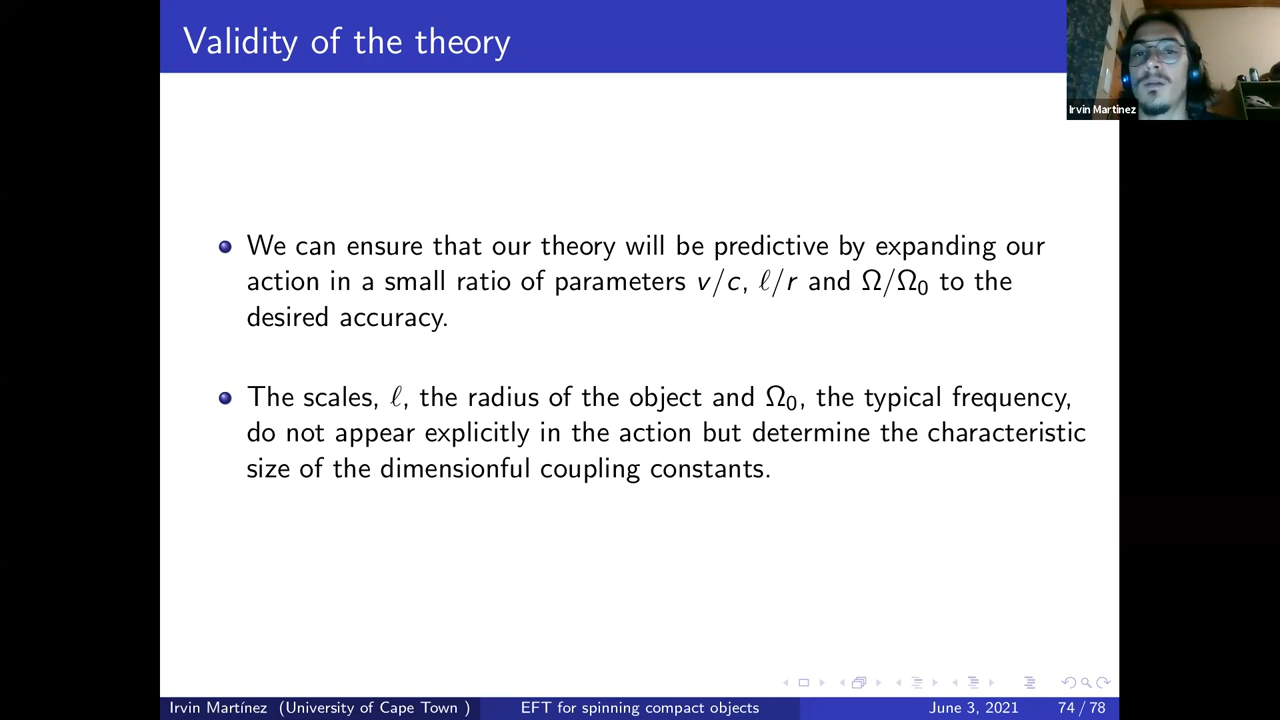 Validity of the theory
Irvin Martinez
We can ensure that our theory will be predictive by expanding our
action in a small ratio of parameters v/c, ℓ/r and Ω/Ω₀ to the
desired accuracy.
The scales, ℓ, the radius of the object and Ω₀, the typical frequency,
do not appear explicitly in the action but determine the characteristic
size of the dimensionful coupling constants.
Irvin Martínez (University of Cape Town ) EFT for spinning compact objects June 3, 2021 74 / 78